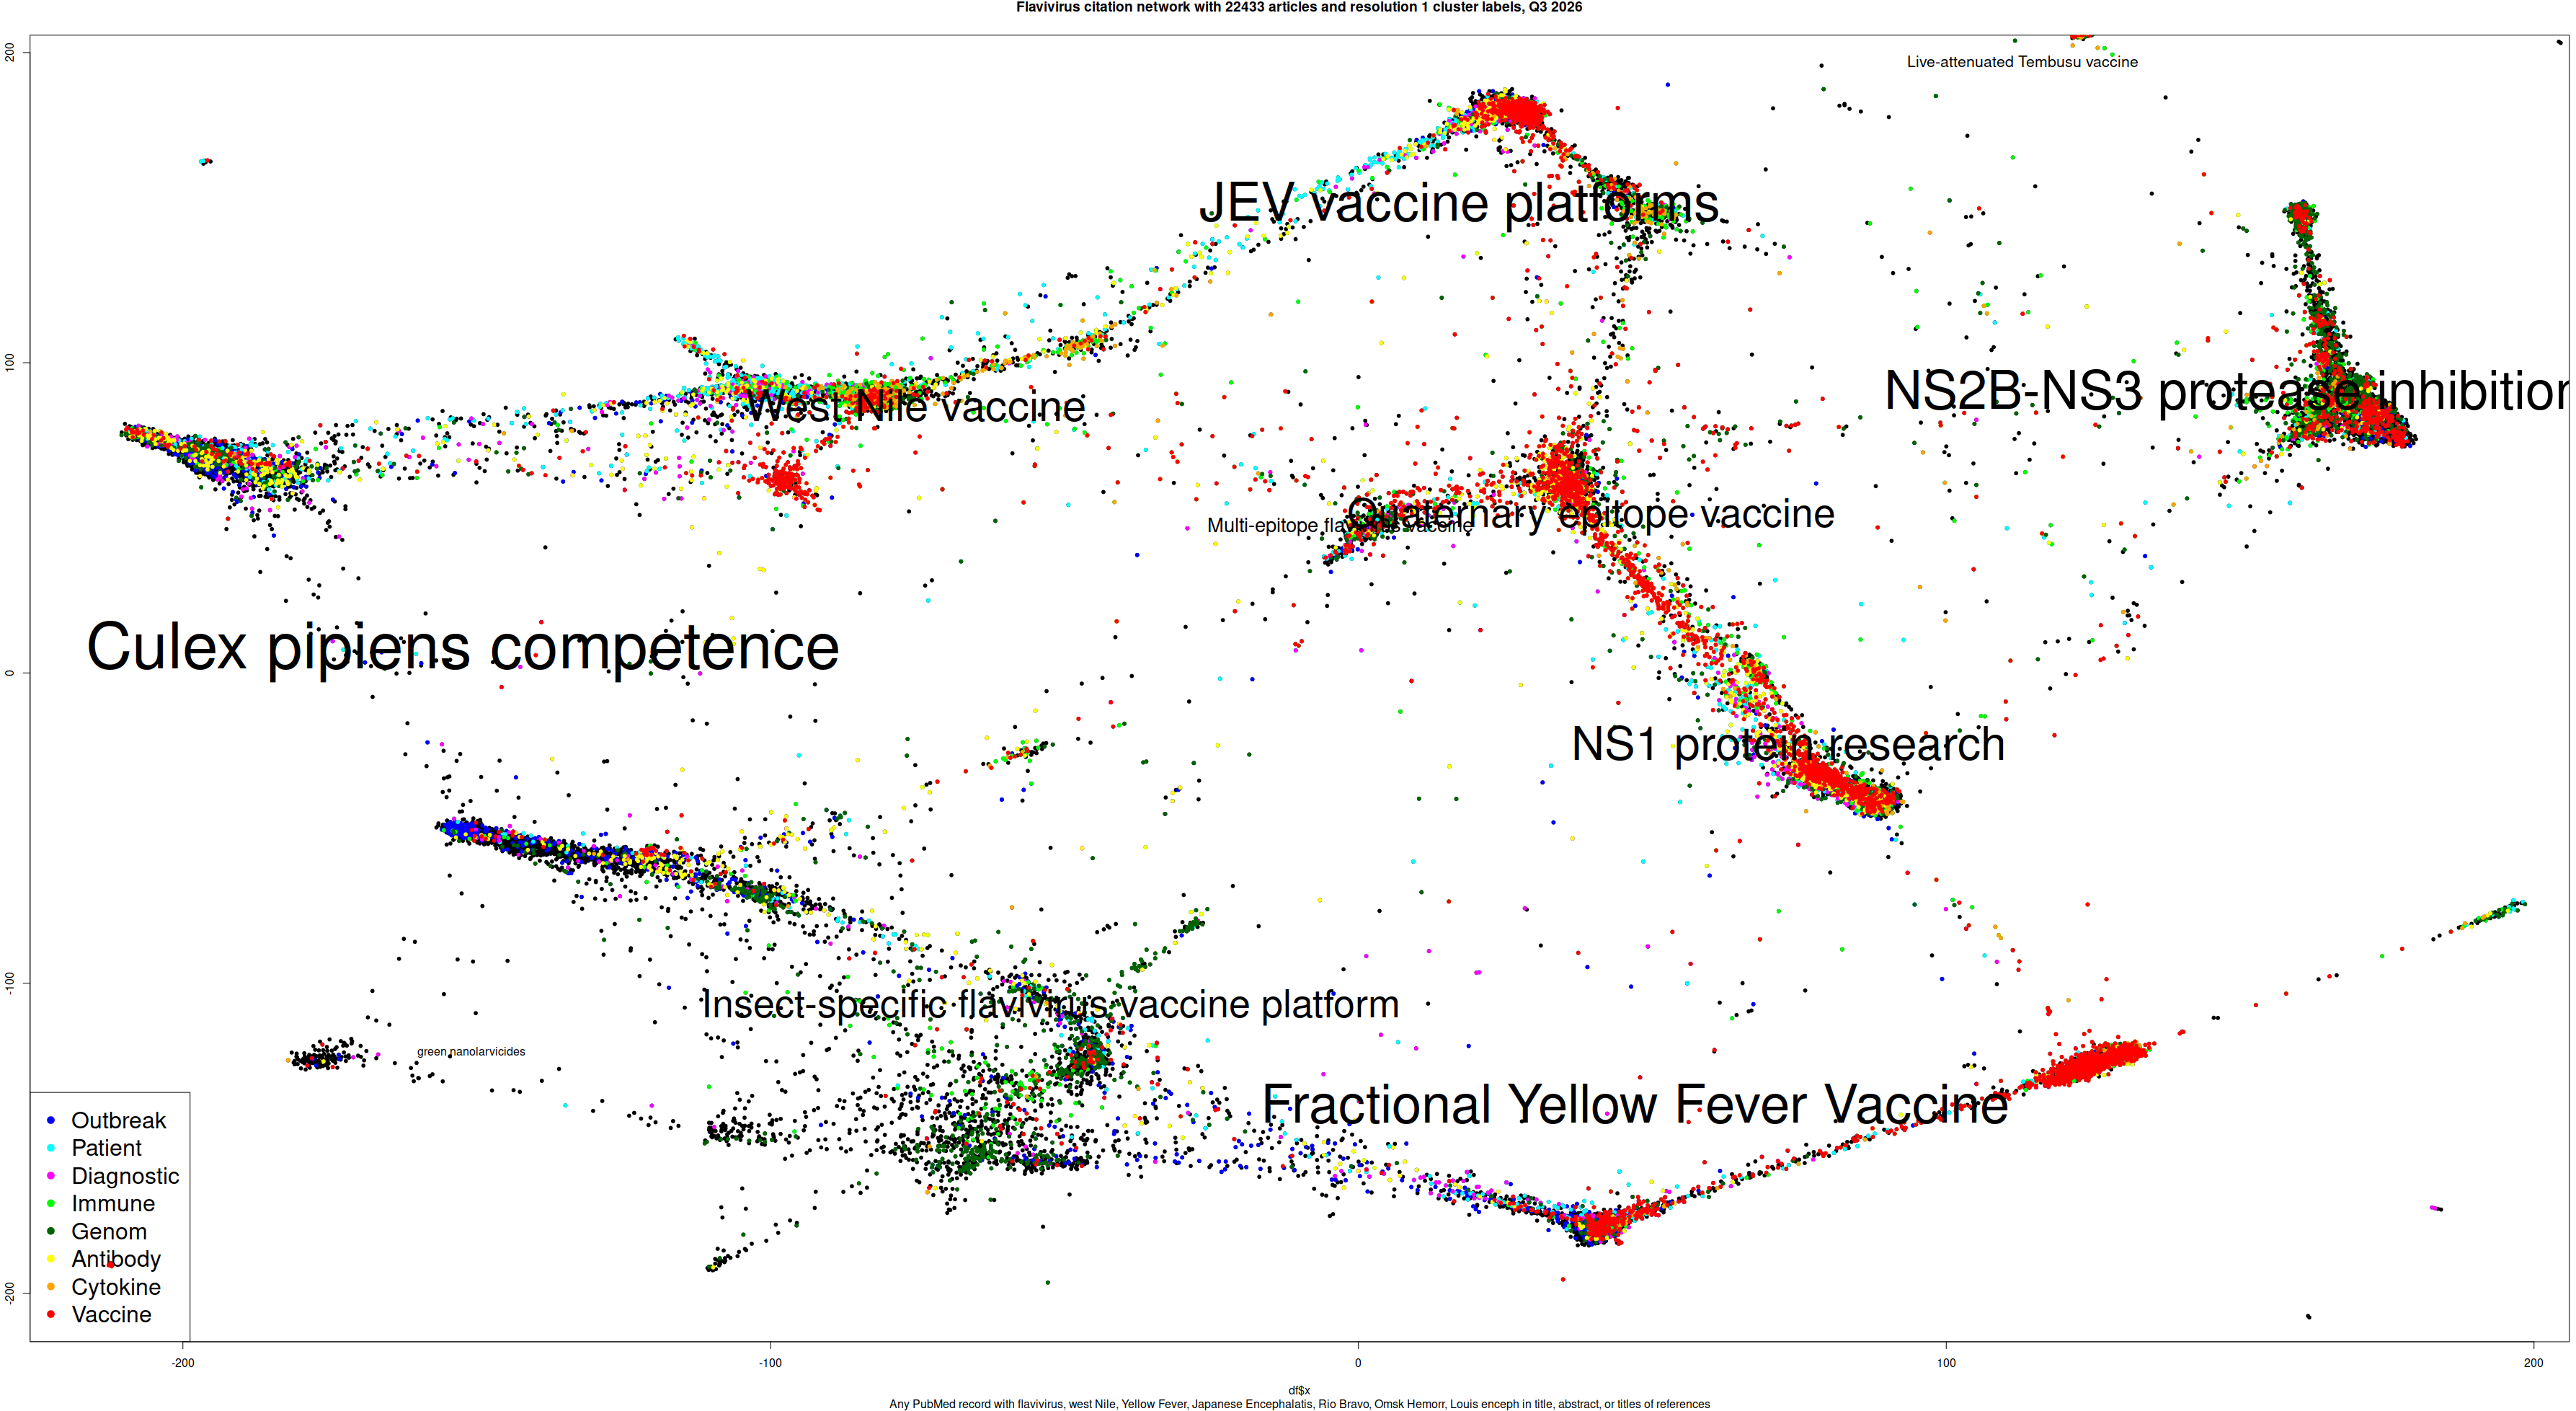 Flavivirus citation network with 22433 articles and resolution 1 cluster labels, Q3 2026
200
Live-attenuated Tembusu vaccine
JEV vaccine platforms
100
NS2B-NS3 protease inhibition
West Nile vaccine
Quaternary epitope vaccine
Multi-epitope flavivirus vaccine
Culex pipiens competence
0
NS1 protein research
-100
Insect-specific flavivirus vaccine platform
green nanolarvicides
Fractional Yellow Fever Vaccine
Outbreak
Patient
Diagnostic
Immune
Genom
Antibody
Cytokine
Vaccine
-200
-200 -100 0 100 200
df$x
Any PubMed record with flavivirus, west Nile, Yellow Fever, Japanese Encephalatis, Rio Bravo, Omsk Hemorr, Louis enceph in title, abstract, or titles of references